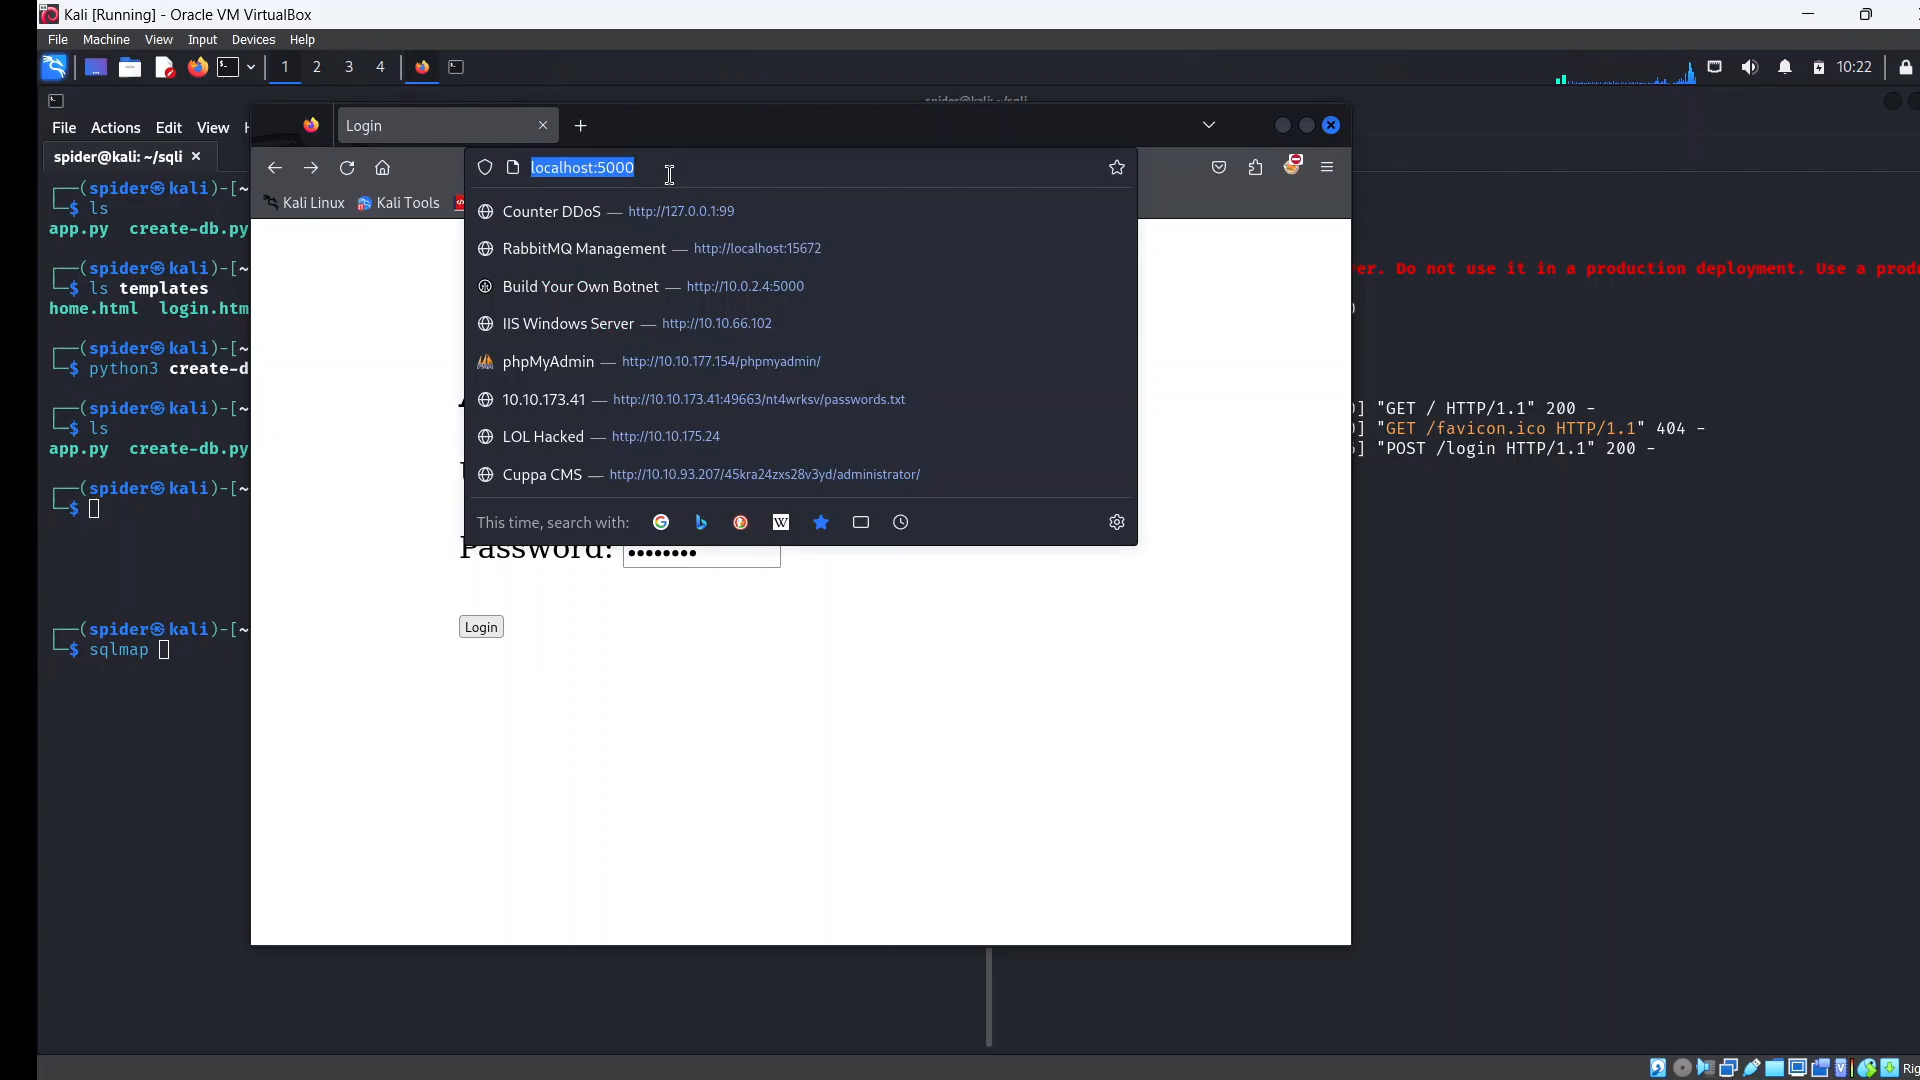 Kali [Running] - Oracle VM VirtualBox
File Machine View Input Devices Help
1 2 3 4
10:22
File Actions Edit View
spider@kali: ~/sqli
Login
localhost:5000
Kali Linux Kali Tools
Counter DDoS — http://127.0.0.1:99
RabbitMQ Management — http://localhost:15672
Build Your Own Botnet — http://10.0.2.4:5000
IIS Windows Server — http://10.10.66.102
phpMyAdmin — http://10.10.177.154/phpmyadmin/
10.10.173.41 — http://10.10.173.41:49663/nt4wrksv/passwords.txt
LOL Hacked — http://10.10.175.24
Cuppa CMS — http://10.10.93.207/45kra24zxs28v3yd/administrator/
This time, search with:
Password: ••••••••
Login
┌──(spider㉿kali)-[~
└─$ ls
app.py create-db.py
┌──(spider㉿kali)-[~
└─$ ls templates
home.html login.htm
┌──(spider㉿kali)-[~
└─$ python3 create-d
┌──(spider㉿kali)-[~
└─$ ls
app.py create-db.py
┌──(spider㉿kali)-[~
└─$
┌──(spider㉿kali)-[~
└─$ sqlmap
er. Do not use it in a production deployment. Use a prod
] "GET / HTTP/1.1" 200 -
] "GET /favicon.ico HTTP/1.1" 404 -
] "POST /login HTTP/1.1" 200 -